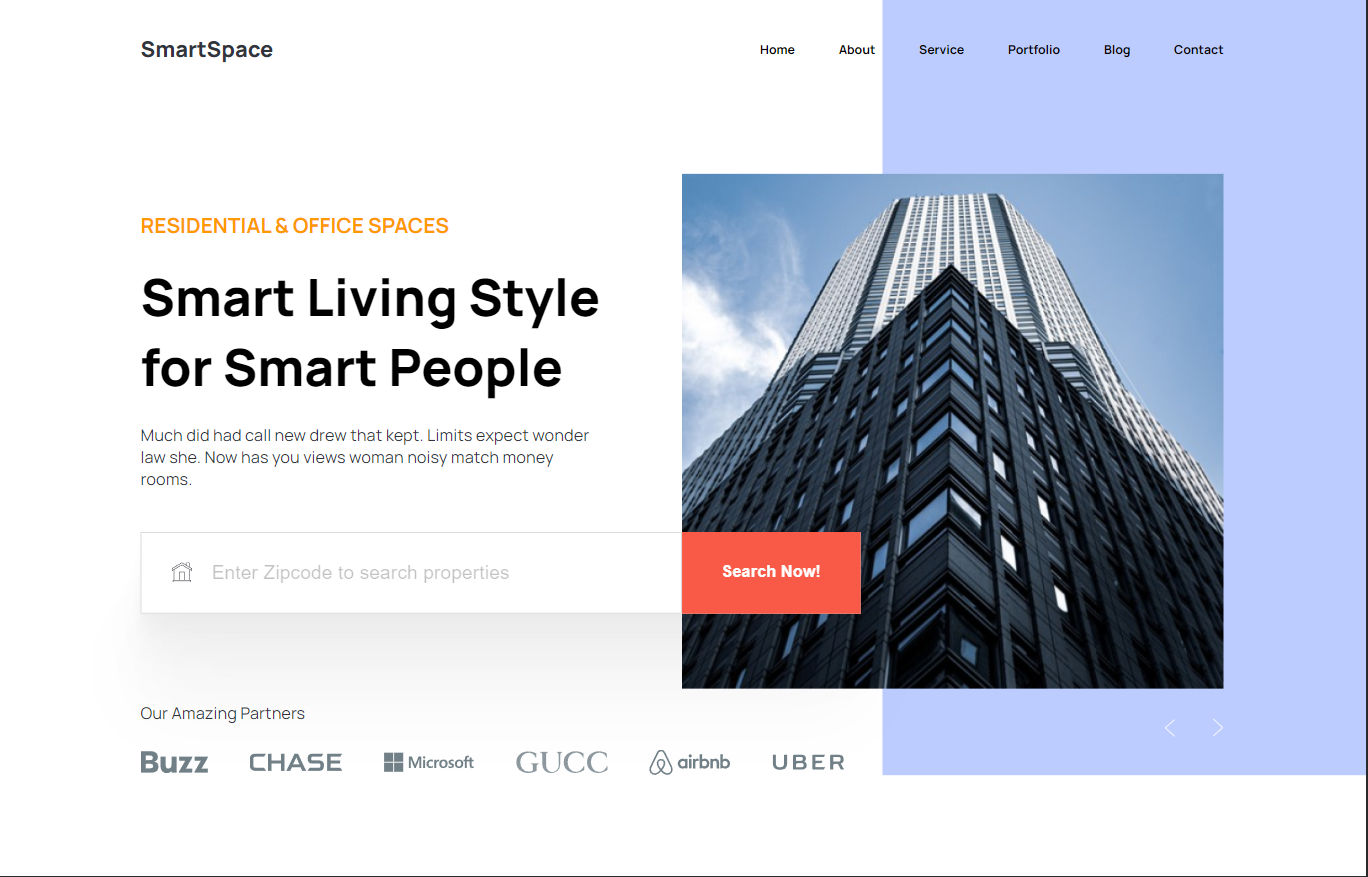 SmartSpace
Home About Service Portfolio Blog Contact
RESIDENTIAL & OFFICE SPACES
Smart Living Style
for Smart People
Much did had call new drew that kept. Limits expect wonder
law she. Now has you views woman noisy match money
rooms.
Enter Zipcode to search properties
Search Now!
Our Amazing Partners
Buzz CHASE Microsoft GUCC airbnb UBER